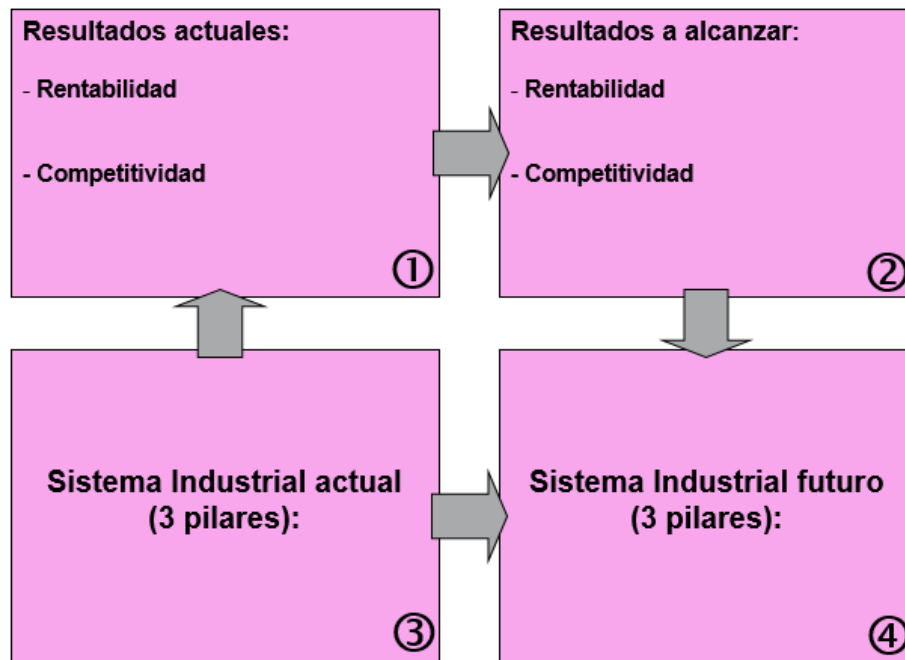 Resultados actuales:
- Rentabilidad
- Competitividad
①
Resultados a alcanzar:
- Rentabilidad
- Competitividad
②
Sistema Industrial actual
(3 pilares):
③
Sistema Industrial futuro
(3 pilares):
④